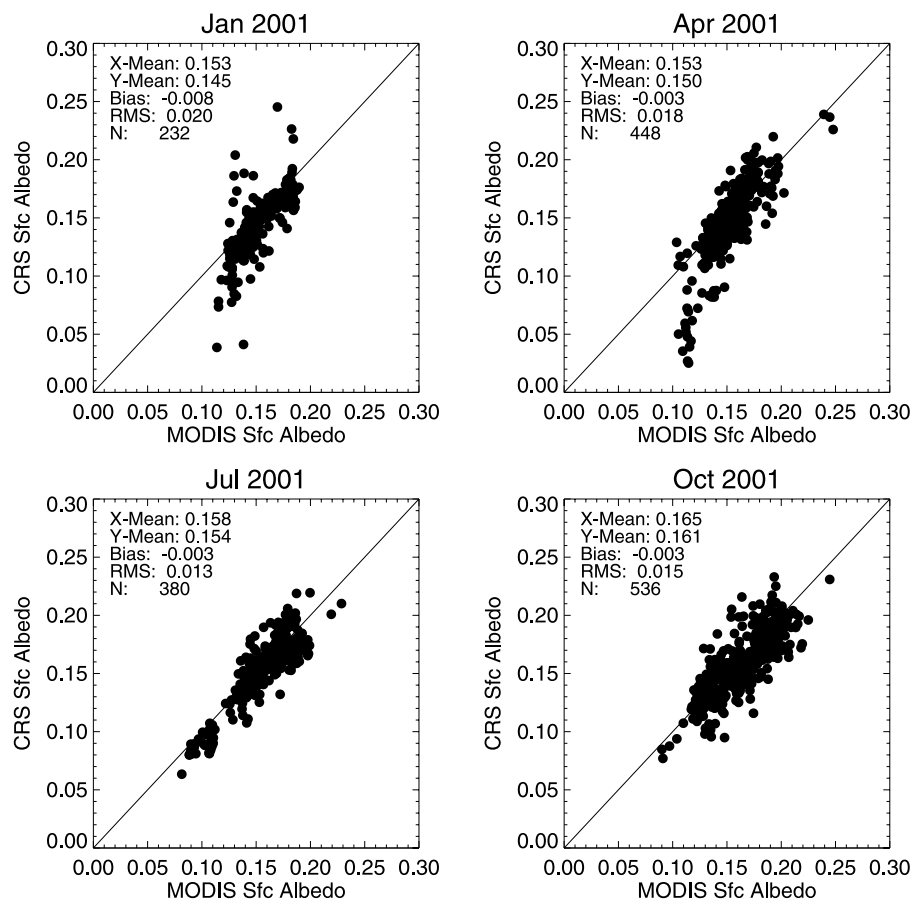 Jan 2001
X-Mean: 0.153
Y-Mean: 0.145
Bias: -0.008
RMS: 0.020
N: 232
CRS Sfc Albedo
0.30
0.25
0.20
0.15
0.10
0.05
0.00
0.00 0.05 0.10 0.15 0.20 0.25 0.30
MODIS Sfc Albedo
Apr 2001
X-Mean: 0.153
Y-Mean: 0.150
Bias: -0.003
RMS: 0.018
N: 448
CRS Sfc Albedo
0.30
0.25
0.20
0.15
0.10
0.05
0.00
0.00 0.05 0.10 0.15 0.20 0.25 0.30
MODIS Sfc Albedo
Jul 2001
X-Mean: 0.158
Y-Mean: 0.154
Bias: -0.003
RMS: 0.013
N: 380
CRS Sfc Albedo
0.30
0.25
0.20
0.15
0.10
0.05
0.00
0.00 0.05 0.10 0.15 0.20 0.25 0.30
MODIS Sfc Albedo
Oct 2001
X-Mean: 0.165
Y-Mean: 0.161
Bias: -0.003
RMS: 0.015
N: 536
CRS Sfc Albedo
0.30
0.25
0.20
0.15
0.10
0.05
0.00
0.00 0.05 0.10 0.15 0.20 0.25 0.30
MODIS Sfc Albedo